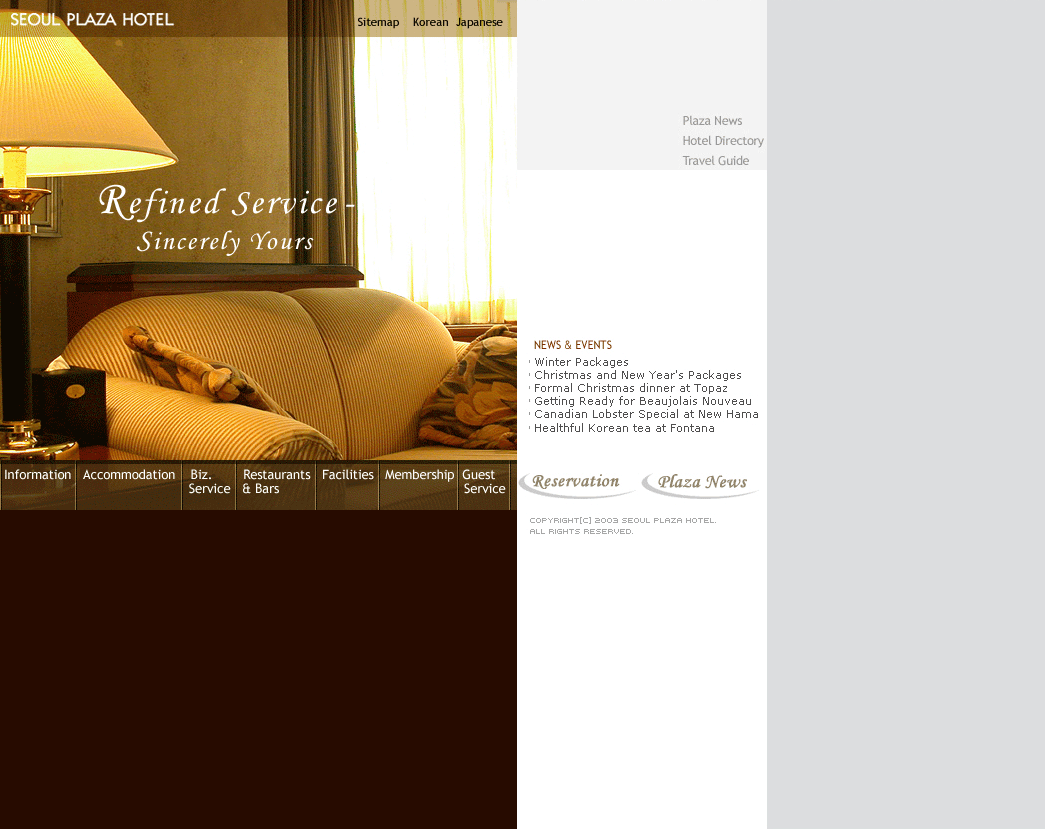 SEOUL PLAZA HOTEL
Sitemap Korean Japanese
Plaza News
Hotel Directory
Travel Guide
Refined Service -
Sincerely Yours
NEWS & EVENTS
Winter Packages
Christmas and New Year's Packages
Formal Christmas dinner at Topaz
Getting Ready for Beaujolais Nouveau
Canadian Lobster Special at New Hama
Healthful Korean tea at Fontana
Information
Accommodation
Biz.
Service
Restaurants
& Bars
Facilities
Membership
Guest
Service
Reservation
Plaza News
COPYRIGHT[C] 2003 SEOUL PLAZA HOTEL.
ALL RIGHTS RESERVED.